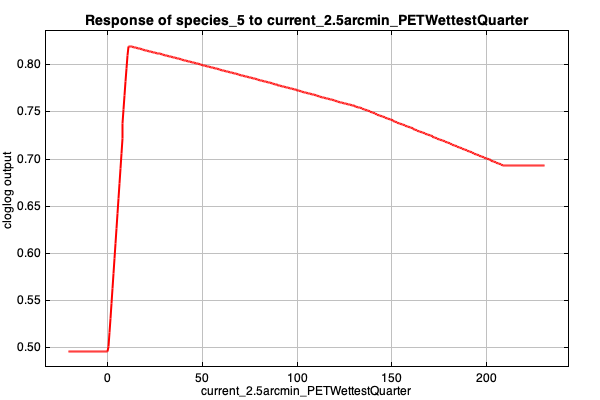 Response of species_5 to current_2.5arcmin_PETWettestQuarter
cloglog output
0.80
0.75
0.70
0.65
0.60
0.55
0.50
0 50 100 150 200
current_2.5arcmin_PETWettestQuarter